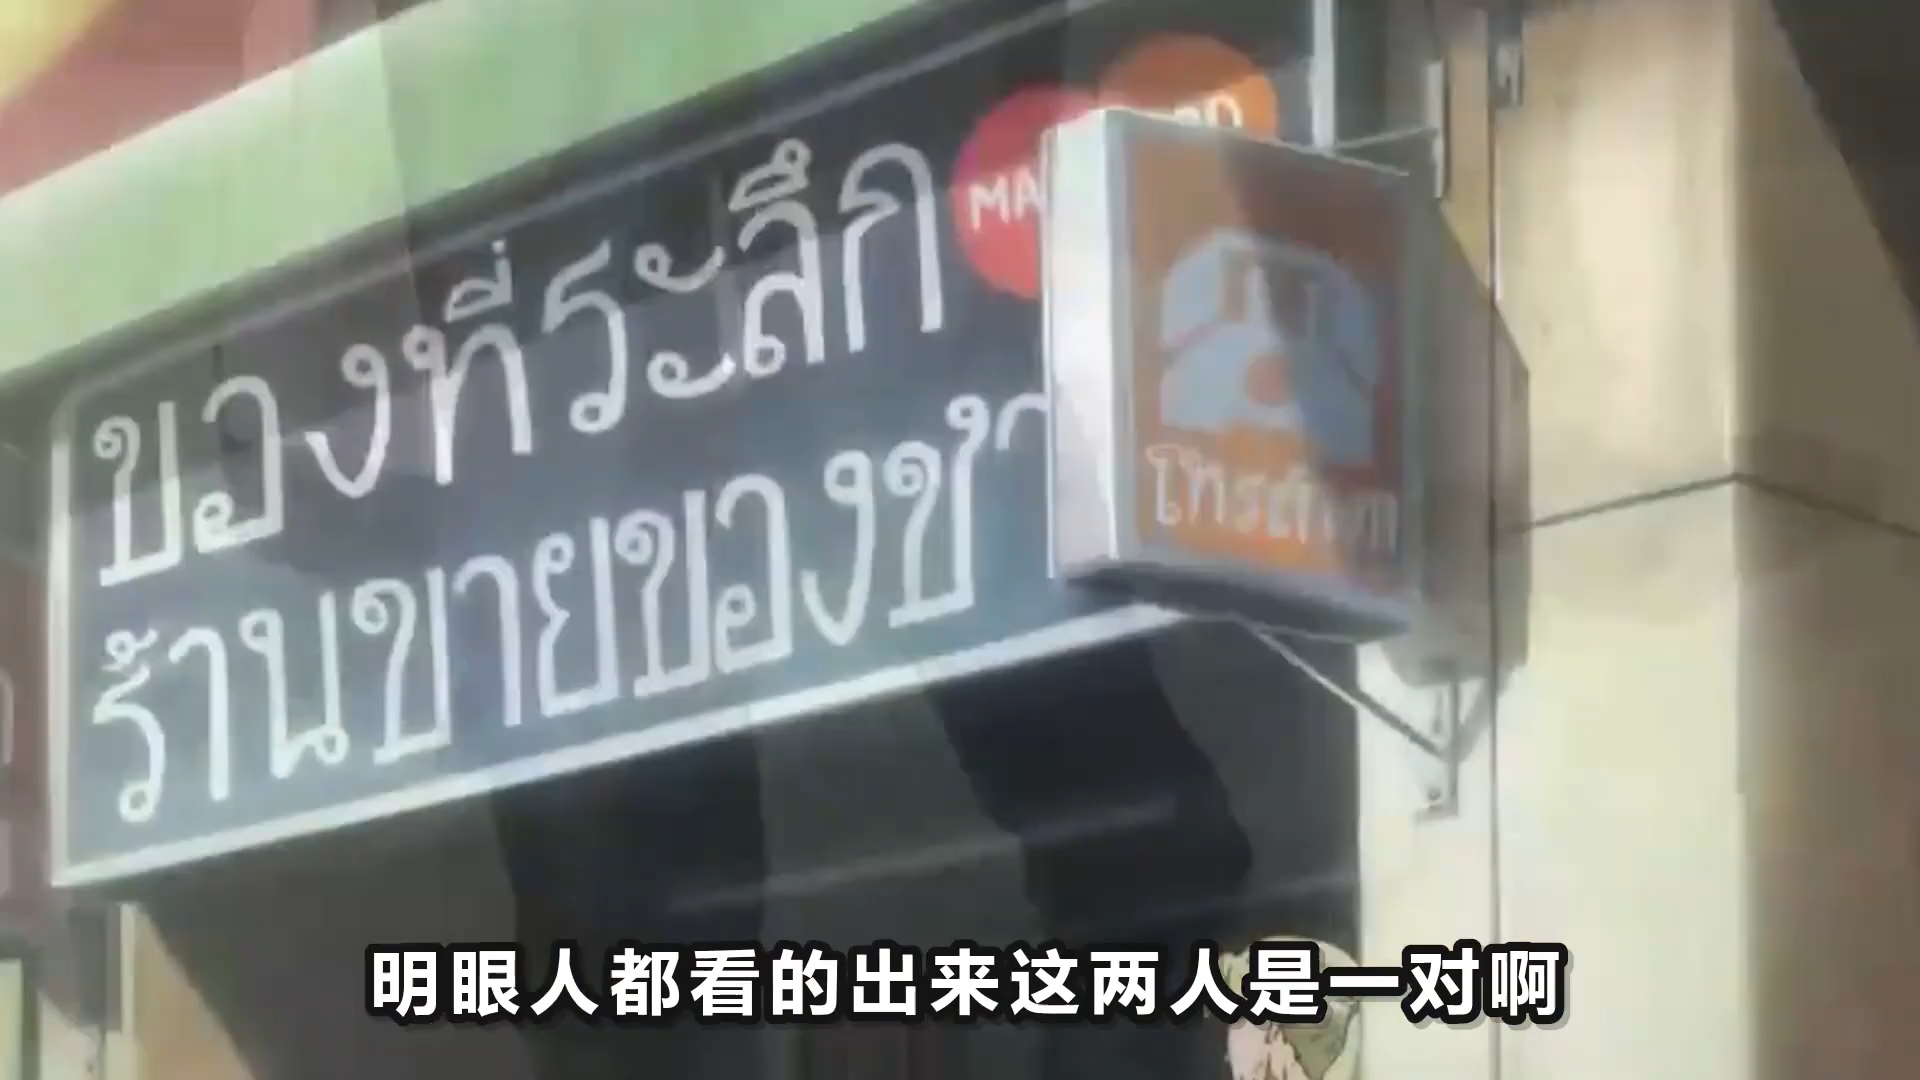 ของที่ระลึก
MA
ร้านขายของชำ
โทรศัพท์
明眼人都看的出来这两人是一对啊